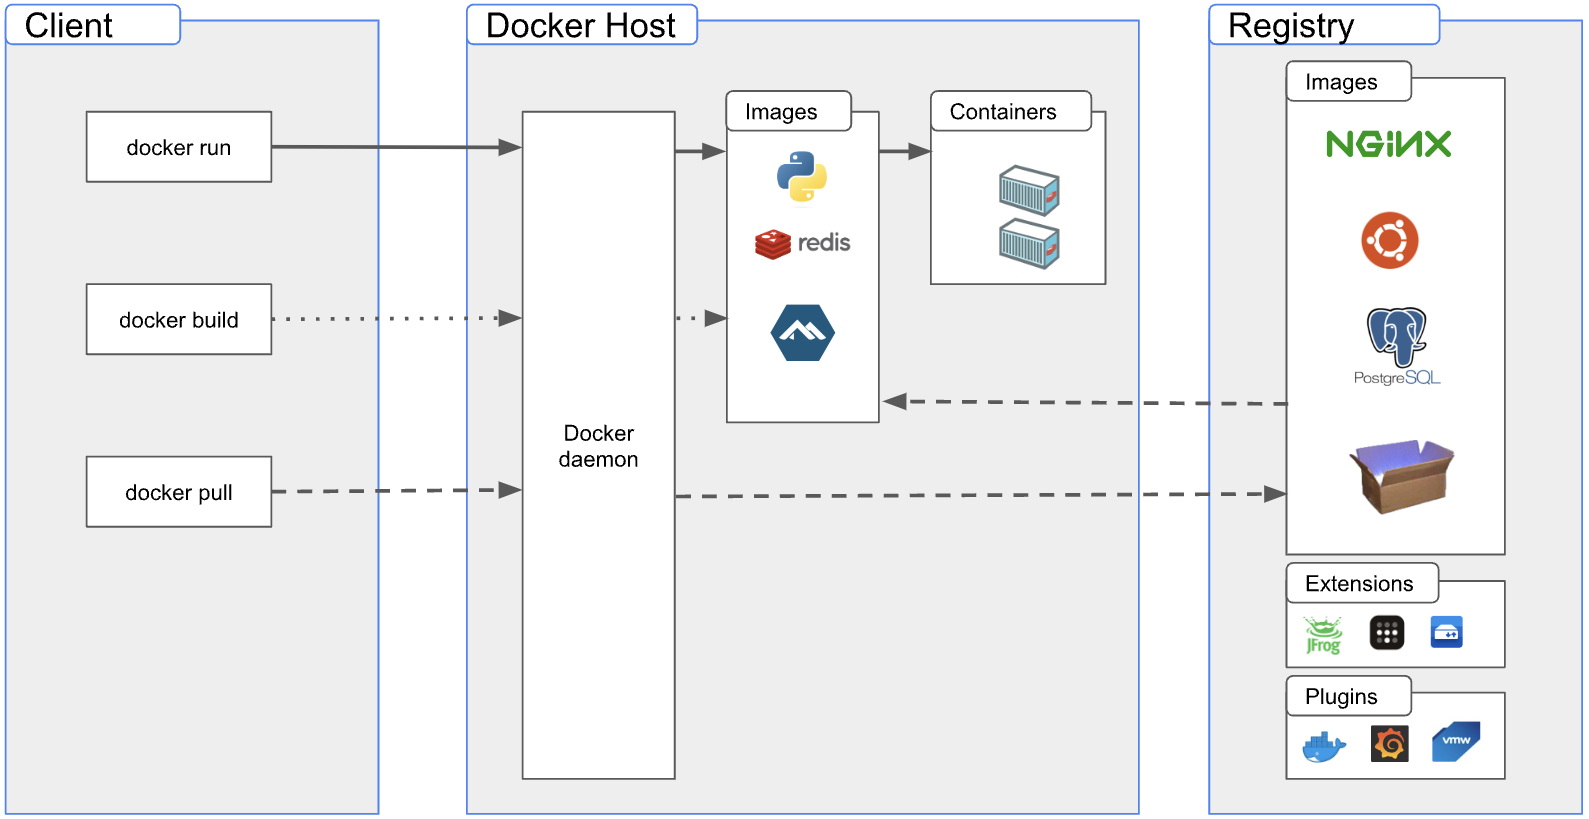 Client
docker run
docker build
docker pull
Docker Host
Docker
daemon
Images
redis
Containers
Registry
Images
NGiNX
PostgreSQL
Extensions
JFrog
Plugins
vmw